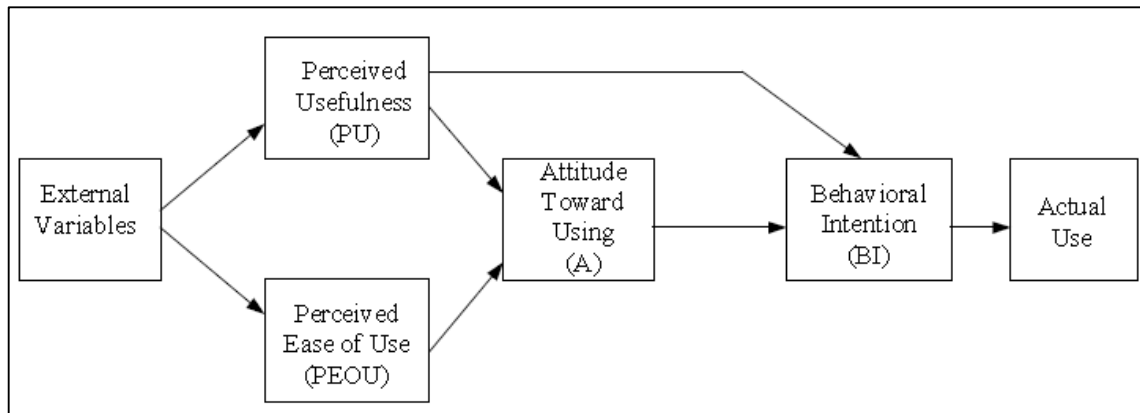 External
Variables
Perceived
Usefulness
(PU)
Perceived
Ease of Use
(PEOU)
Attitude
Toward
Using
(A)
Behavioral
Intention
(BI)
Actual
Use